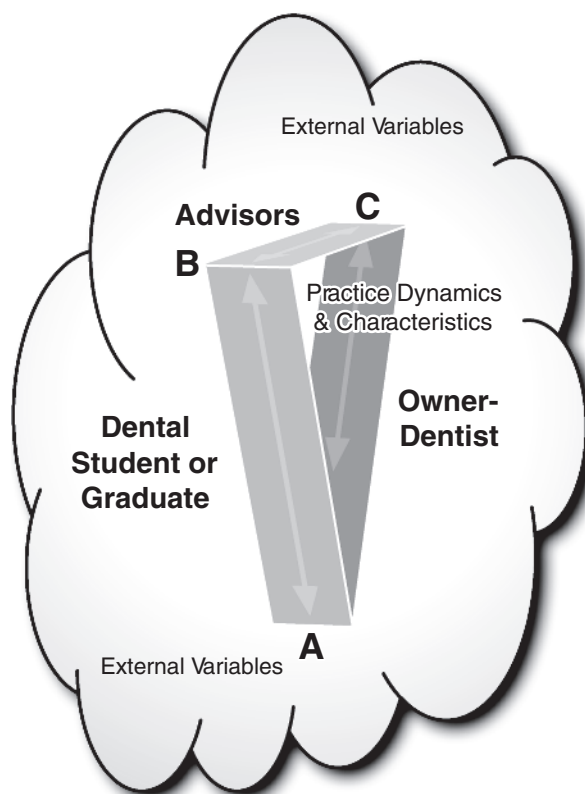 External Variables
Advisors
C
B
Practice Dynamics
& Characteristics
Owner-
Dentist
Dental
Student or
Graduate
A
External Variables